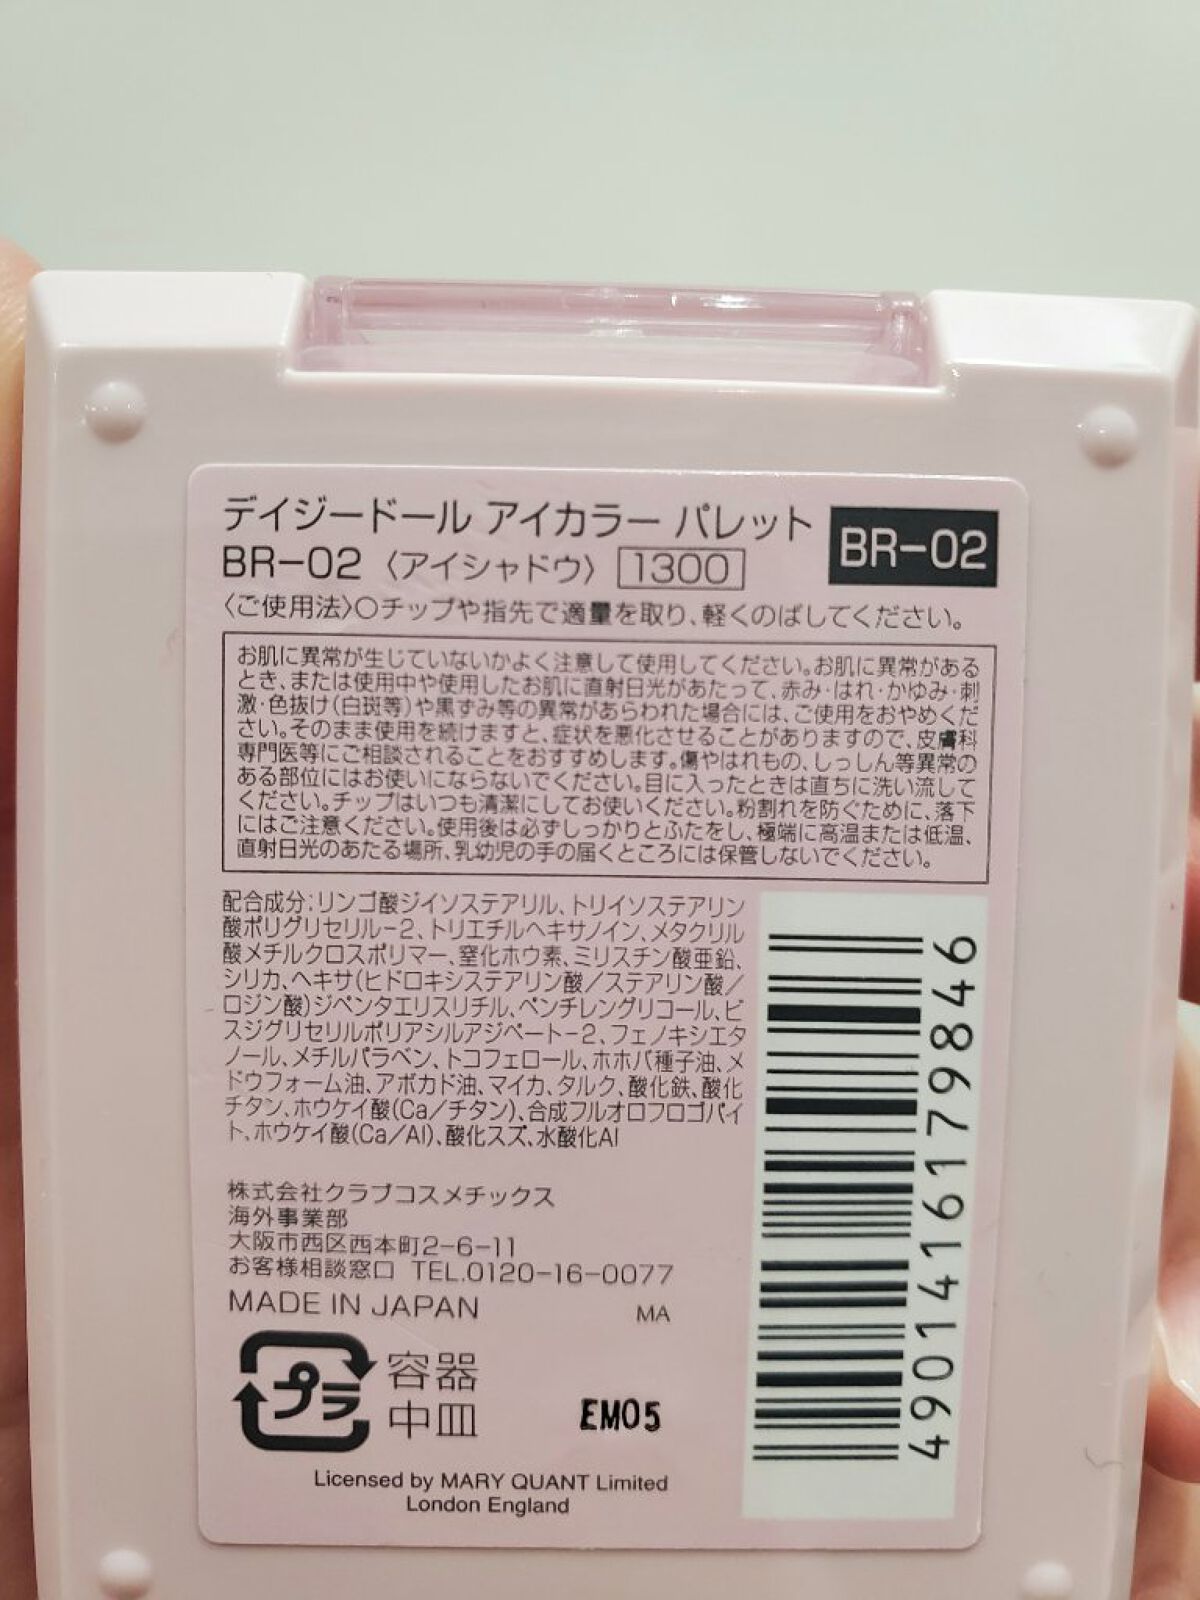 デイジードール アイカラー パレット
BR-02 〈アイシャドウ〉 1300
BR-02
〈ご使用法〉○チップや指先で適量を取り、軽くのばしてください。
お肌に異常が生じていないかよく注意して使用してください。お肌に異常がある
とき、または使用中や使用したお肌に直射日光があたって、赤み・はれ・かゆみ・刺
激・色抜け(白斑等)や黒ずみ等の異常があらわれた場合には、ご使用をおやめくだ
さい。そのまま使用を続けますと、症状を悪化させることがありますので、皮膚科
専門医等にご相談されることをおすすめします。傷やはれもの、しっしん等異常の
ある部位にはお使いにならないでください。目に入ったときは直ちに洗い流して
ください。チップはいつも清潔にしてお使いください。粉割れを防ぐために、落下
にはご注意ください。使用後は必ずしっかりとふたをし、極端に高温または低温、
直射日光のあたる場所、乳幼児の手の届くところには保管しないでください。
配合成分:リンゴ酸ジイソステアリル、トリイソステアリン
酸ポリグリセリル-2、トリエチルヘキサノイン、メタクリル
酸メチルクロスポリマー、窒化ホウ素、ミリスチン酸亜鉛、
シリカ、ヘキサ(ヒドロキシステアリン酸/ステアリン酸/
ロジン酸)ジペンタエリスリチル、ペンチレングリコール、ビ
スジグリセリルポリアシルアジペート-2、フェノキシエタ
ノール、メチルパラベン、トコフェロール、ホホバ種子油、メ
ドウフォーム油、アボカド油、マイカ、タルク、酸化鉄、酸化
チタン、ホウケイ酸(Ca/チタン)、合成フルオロフロゴパイ
ト、ホウケイ酸(Ca/Al)、酸化スズ、水酸化Al
4901416179846
株式会社クラブコスメチックス
海外事業部
大阪市西区西本町2-6-11
お客様相談窓口 TEL.0120-16-0077
MADE IN JAPAN MA
プラ
容器
中皿
EM05
Licensed by MARY QUANT Limited
London England